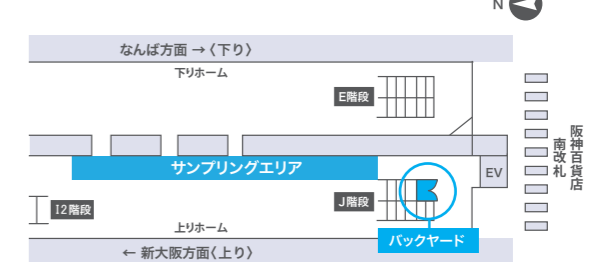 N
なんば方面 → 〈下り〉
下りホーム
E階段
阪神百貨店
南改札
サンプリングエリア
EV
J階段
I2階段
上りホーム
バックヤード
← 新大阪方面〈上り〉